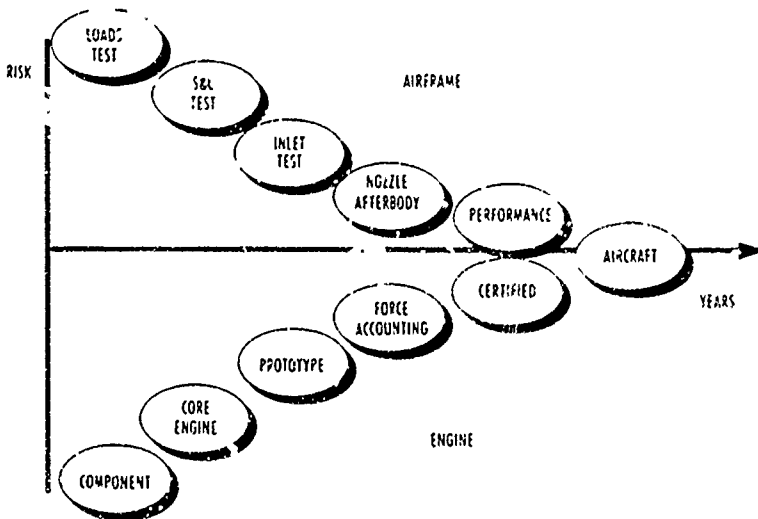 LOADS
TEST
RISK
AIRFRAME
S&C
TEST
INLET
TEST
NOZZLE
AFTERBODY
PERFORMANCE
AIRCRAFT
CERTIFIED
YEARS
FORCE
ACCOUNTING
PROTOTYPE
CORE
ENGINE
ENGINE
COMPONENT